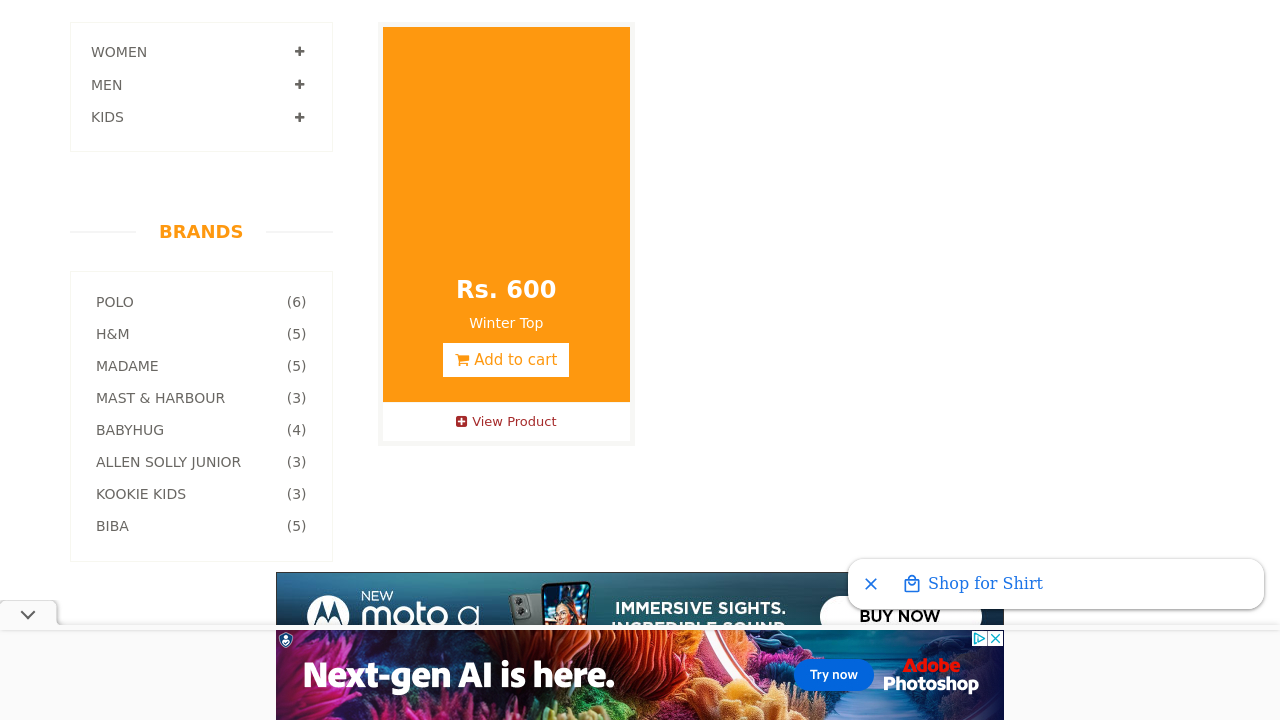 WOMEN
MEN
KIDS
BRANDS
POLO (6)
H&M (5)
MADAME (5)
MAST & HARBOUR (3)
BABYHUG (4)
ALLEN SOLLY JUNIOR (3)
KOOKIE KIDS (3)
BIBA (5)
Rs. 600
Winter Top
Add to cart
View Product
Shop for Shirt
NEW
moto g
IMMERSIVE SIGHTS.
INCREDIBLE SOUND.
BUY NOW
Next-gen AI is here.
Try now
Adobe
Photoshop